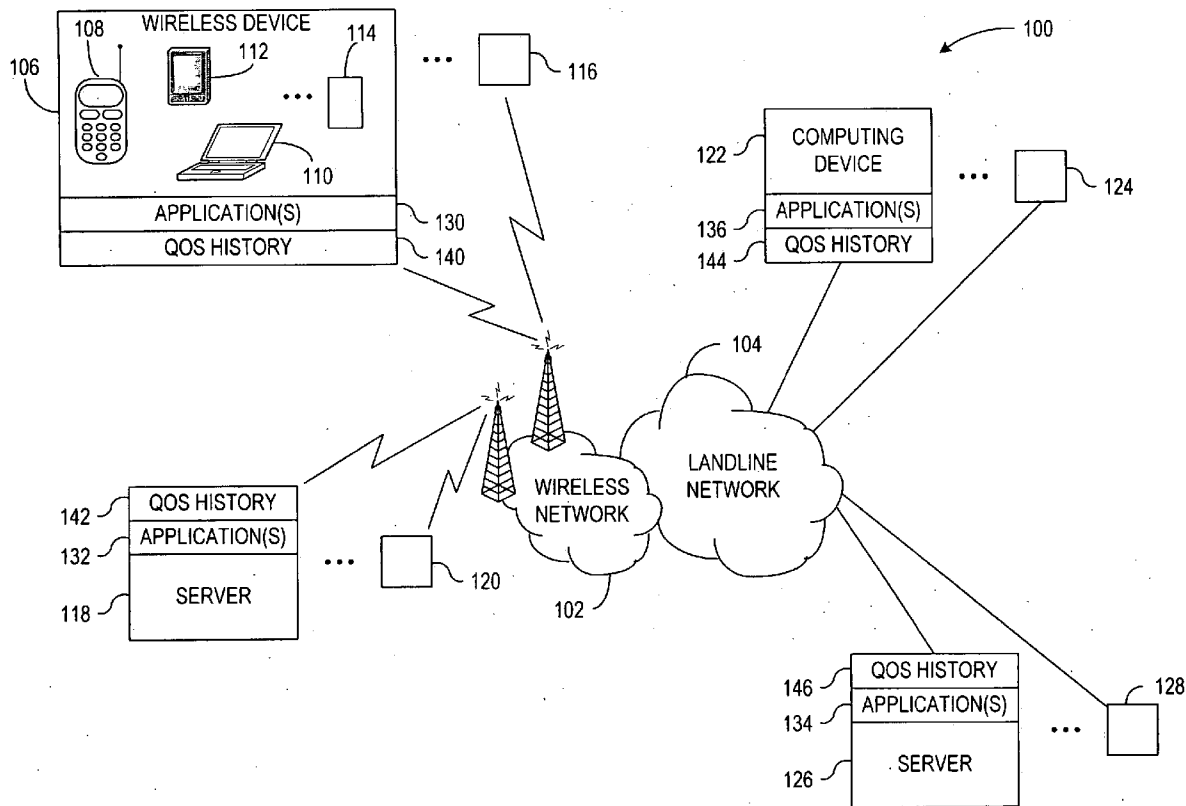 100
WIRELESS DEVICE
106
108
112
114
110
••• 116
APPLICATION(S) 130
QOS HISTORY 140
122 COMPUTING DEVICE
••• 124
136 APPLICATION(S)
144 QOS HISTORY
104
LANDLINE NETWORK
WIRELESS NETWORK
102
142 QOS HISTORY
132 APPLICATION(S)
118 SERVER
••• 120
146 QOS HISTORY
134 APPLICATION(S)
126 SERVER
••• 128